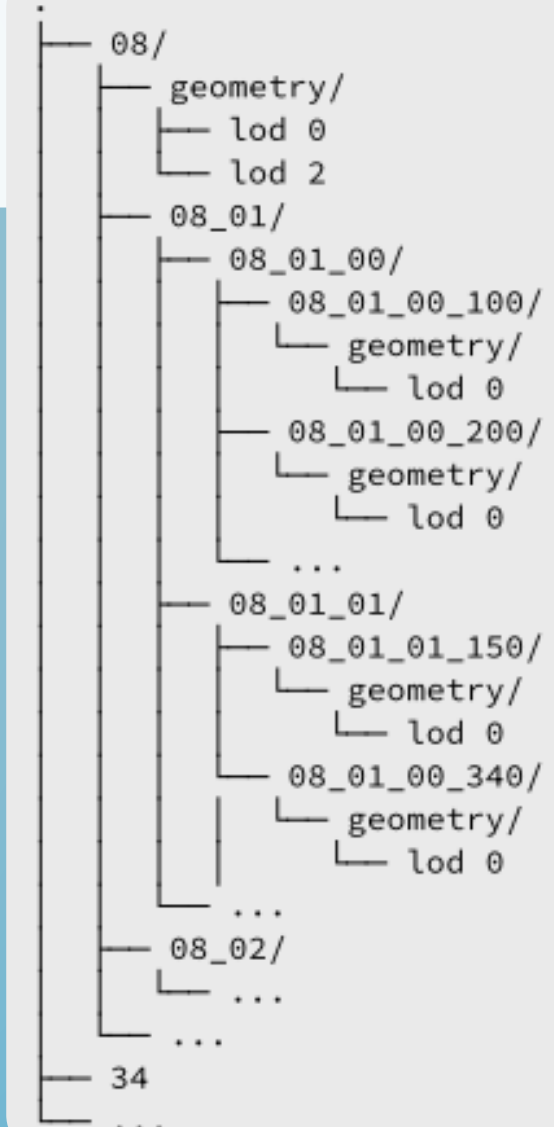 .
├── 08/
│   ├── geometry/
│   │   ├── lod 0
│   │   └── lod 2
│   ├── 08_01/
│   │   ├── 08_01_00/
│   │   │   ├── 08_01_00_100/
│   │   │   │   └── geometry/
│   │   │   │       └── lod 0
│   │   │   ├── 08_01_00_200/
│   │   │   │   └── geometry/
│   │   │   │       └── lod 0
│   │   │   └── ...
│   │   ├── 08_01_01/
│   │   │   ├── 08_01_01_150/
│   │   │   │   └── geometry/
│   │   │   │       └── lod 0
│   │   │   └── 08_01_00_340/
│   │   │   │   └── geometry/
│   │   │   │       └── lod 0
│   │   └── ...
│   ├── 08_02/
│   │   └── ...
│   └── ...
├── 34
└── ...